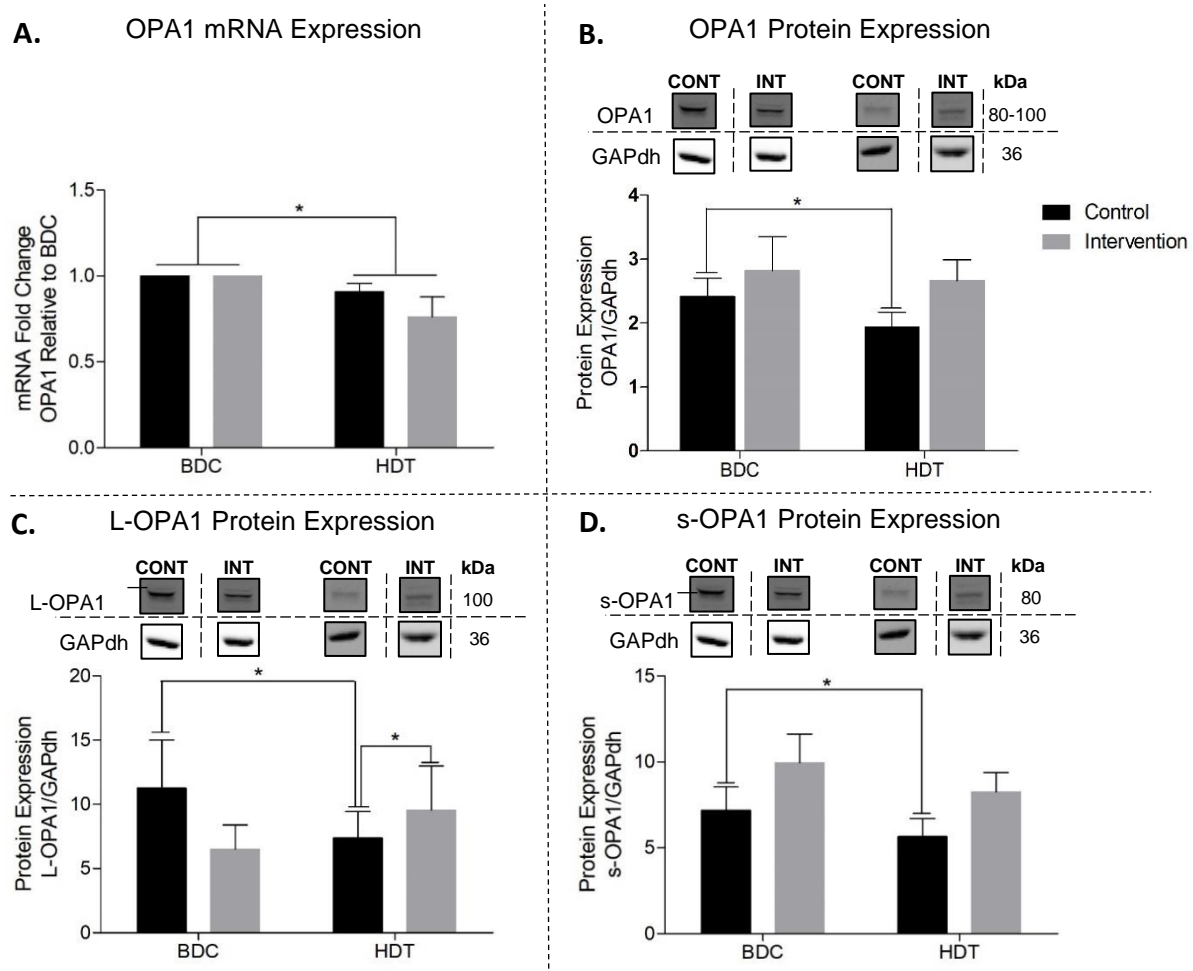 A. OPA1 mRNA Expression
*
1.5
1.0
0.5
0.0
mRNA Fold Change
OPA1 Relative to BDC
BDC HDT
B. OPA1 Protein Expression
CONT INT CONT INT kDa
OPA1 80-100
GAPdh 36
*
4
3
2
1
0
Protein Expression
OPA1/GAPdh
BDC HDT
Control
Intervention
C. L-OPA1 Protein Expression
CONT INT CONT INT kDa
L-OPA1 100
GAPdh 36
*
*
20
15
10
5
0
Protein Expression
L-OPA1/GAPdh
BDC HDT
D. s-OPA1 Protein Expression
CONT INT CONT INT kDa
s-OPA1 80
GAPdh 36
*
15
10
5
0
Protein Expression
s-OPA1/GAPdh
BDC HDT